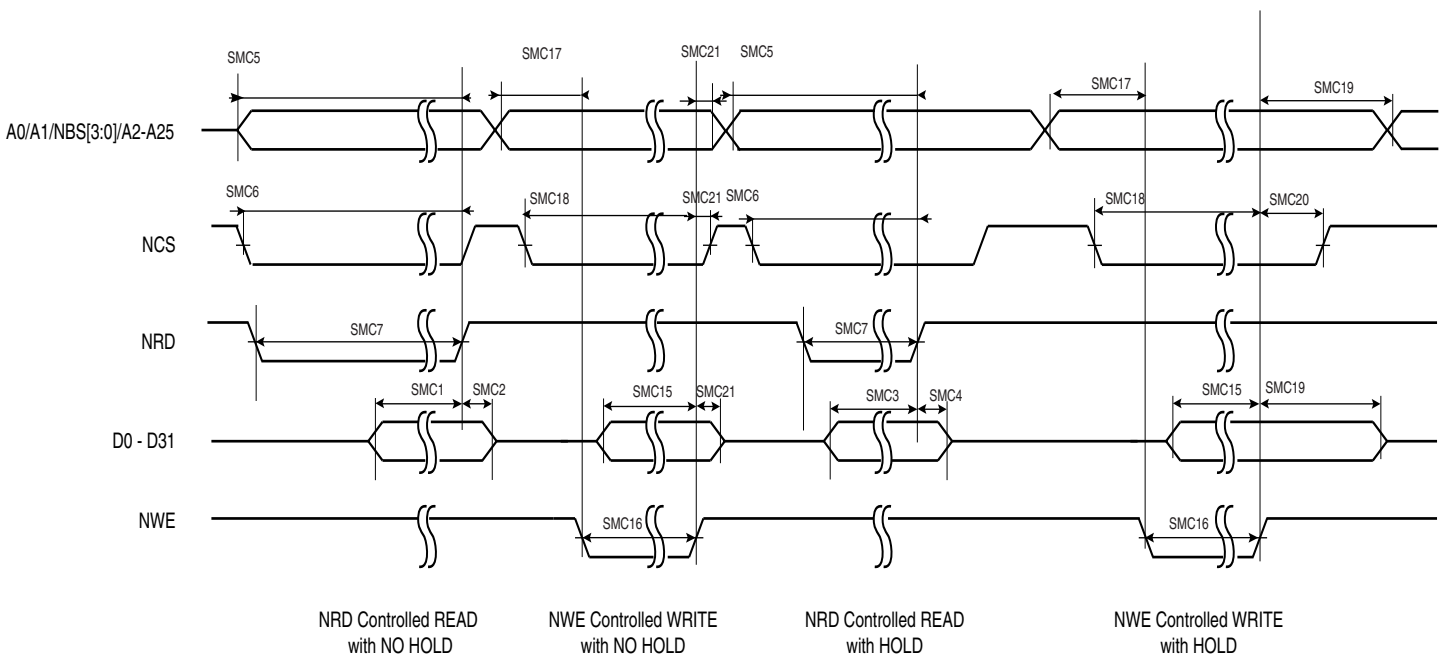 SMC5
SMC17
SMC21
SMC5
SMC17
SMC19
A0/A1/NBS[3:0]/A2-A25
SMC6
SMC18
SMC21
SMC6
SMC18
SMC20
NCS
NRD
SMC7
SMC7
SMC1
SMC2
SMC15
SMC21
SMC3
SMC4
SMC15
SMC19
D0 - D31
NWE
SMC16
SMC16
NRD Controlled READ
with NO HOLD
NWE Controlled WRITE
with NO HOLD
NRD Controlled READ
with HOLD
NWE Controlled WRITE
with HOLD